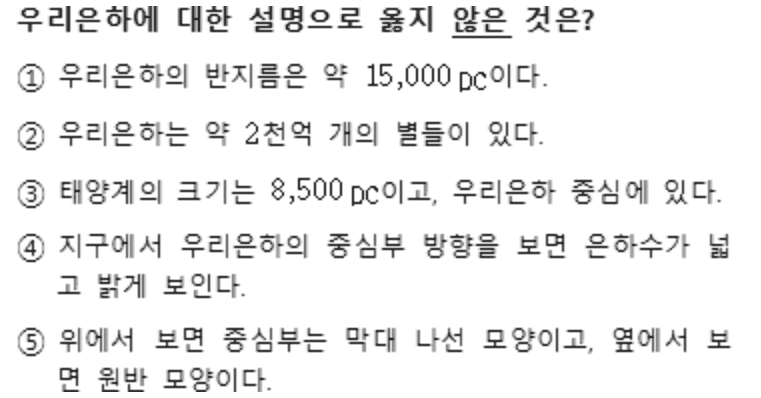 우리은하에 대한 설명으로 옳지 않은 것은?
① 우리은하의 반지름은 약 15,000pc이다.
② 우리은하는 약 2천억 개의 별들이 있다.
③ 태양계의 크기는 8,500pc이고, 우리은하 중심에 있다.
④ 지구에서 우리은하의 중심부 방향을 보면 은하수가 넓
고 밝게 보인다.
⑤ 위에서 보면 중심부는 막대 나선 모양이고, 옆에서 보
면 원반 모양이다.